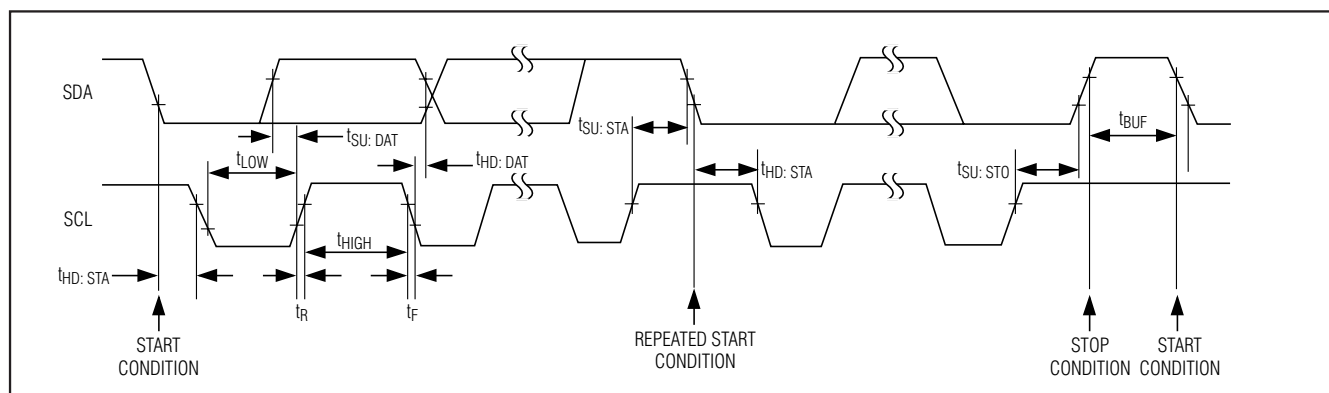 SDA
tSU: DAT
tSU: STA
tBUF
tLOW
tHD: DAT
tHD: STA
tSU: STO
SCL
tHIGH
tHD: STA
tR
tF
START
CONDITION
REPEATED START
CONDITION
STOP
CONDITION
START
CONDITION